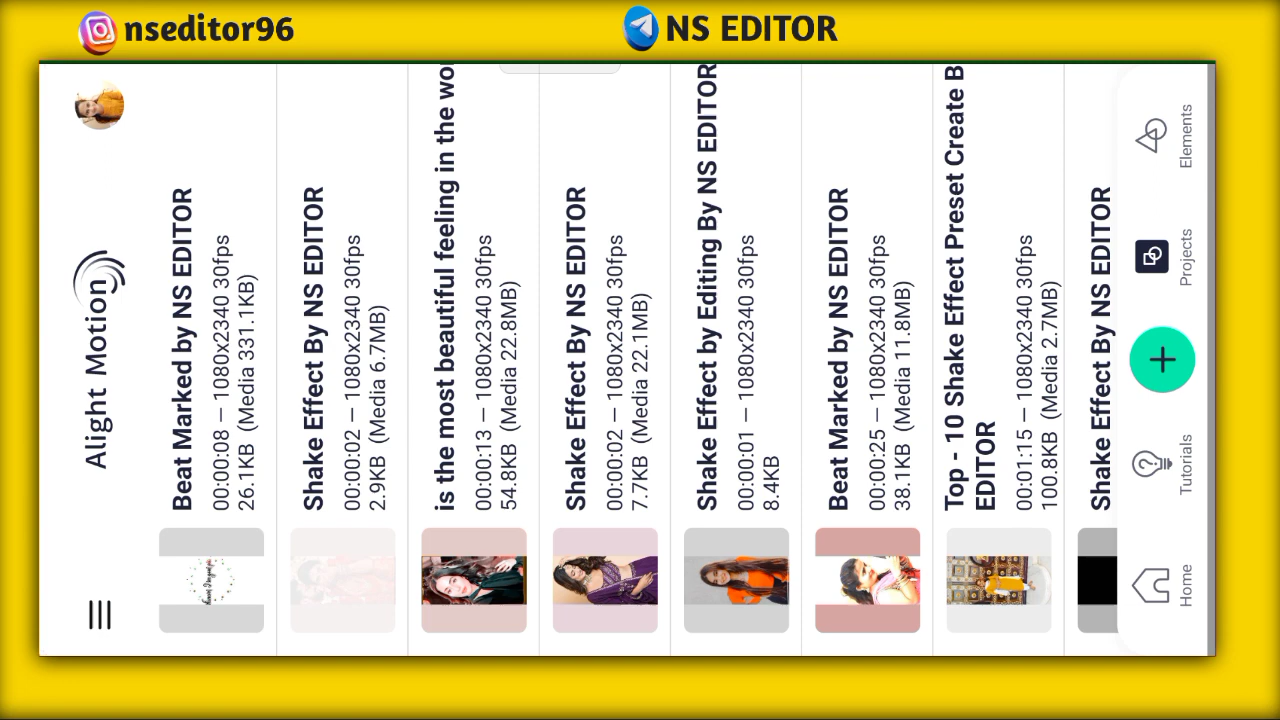 nseditor96
NS EDITOR
Alight Motion
Beat Marked by NS EDITOR
00:00:08 — 1080x2340 30fps
26.1KB (Media 331.1KB)
Shake Effect By NS EDITOR
00:00:02 — 1080x2340 30fps
2.9KB (Media 6.7MB)
is the most beautiful feeling in the wo
00:00:13 — 1080x2340 30fps
54.8KB (Media 22.8MB)
Shake Effect By NS EDITOR
00:00:02 — 1080x2340 30fps
7.7KB (Media 22.1MB)
Shake Effect by Editing By NS EDITOR
00:00:01 — 1080x2340 30fps
8.4KB
Beat Marked by NS EDITOR
00:00:25 — 1080x2340 30fps
38.1KB (Media 11.8MB)
Top - 10 Shake Effect Preset Create B
EDITOR
00:01:15 — 1080x2340 30fps
100.8KB (Media 2.7MB)
Shake Effect By NS EDITOR
Home
Tutorials
Projects
Elements